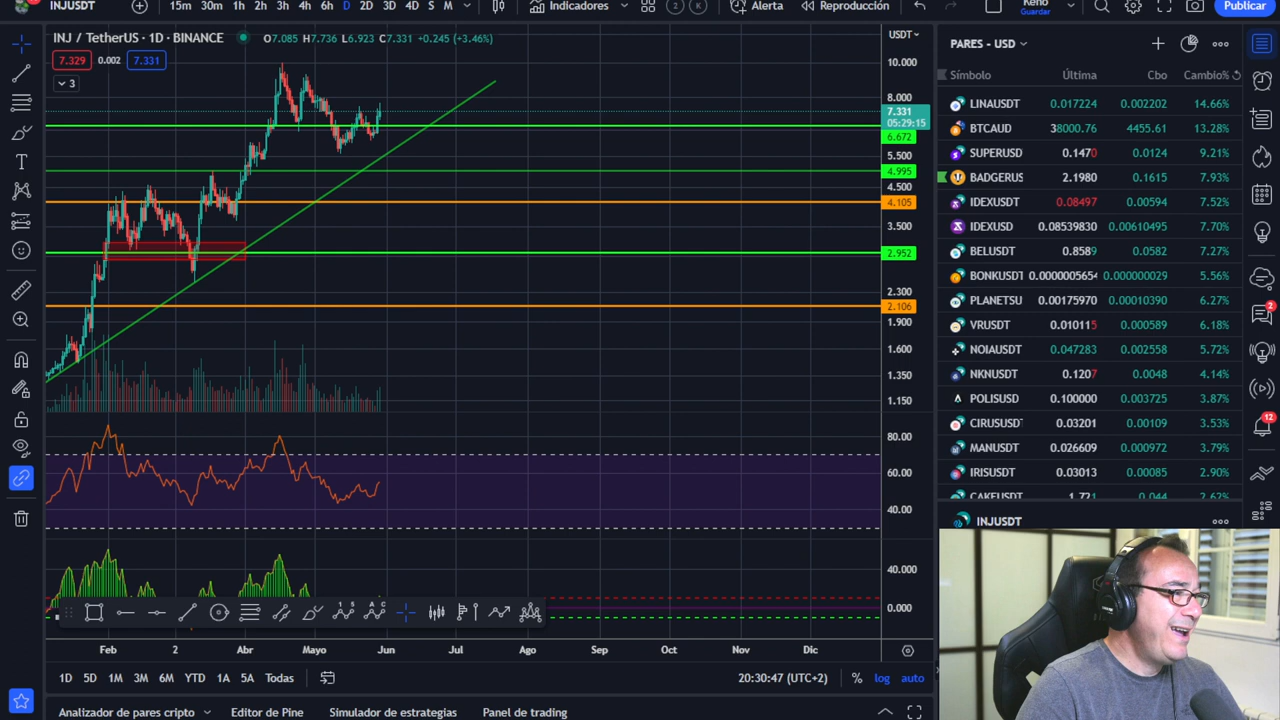 INJUSDT 15m 30m 1h 2h 3h 4h 6h D 2D 3D 4D S M Indicadores 2 K Alerta Reproducción Keno Guardar Publicar
INJ / TetherUS · 1D · BINANCE O7.085 H7.736 L6.923 C7.331 +0.245 (+3.46%)
7.329 0.002 7.331
3
USDT
10.000
8.000
7.331
05:29:15
6.672
5.500
4.995
4.500
4.105
3.500
2.952
2.300
2.106
1.900
1.600
1.350
1.150
80.00
60.00
40.00
40.000
0.000
Feb 2 Abr Mayo Jun Jul Ago Sep Oct Nov Dic
1D 5D 1M 3M 6M YTD 1A 5A Todas 20:30:47 (UTC+2) % log auto
Analizador de pares cripto Editor de Pine Simulador de estrategias Panel de trading
PARES - USD
Símbolo Última Cbo Cambio%
LINAUSDT 0.017224 0.002202 14.66%
BTCAUD 38000.76 4455.61 13.28%
SUPERUSD 0.1470 0.0124 9.21%
BADGERUS 2.1980 0.1615 7.93%
IDEXUSDT 0.08497 0.00594 7.52%
IDEXUSD 0.08539830 0.00610495 7.70%
BELUSDT 0.8589 0.0582 7.27%
BONKUSDT 0.0000005654 0.000000029 5.56%
PLANETSU 0.00175970 0.00010390 6.27%
VRUSDT 0.010115 0.000589 6.18%
NOIAUSDT 0.047283 0.002558 5.72%
NKNUSDT 0.1207 0.0048 4.14%
POLISUSD 0.100000 0.003725 3.87%
CIRUSUSDT 0.03201 0.00109 3.53%
MANUSDT 0.026609 0.000972 3.79%
IRISUSDT 0.03013 0.00085 2.90%
CAKEUSDT 1.721 0.044 2.62%
INJUSDT
2
12